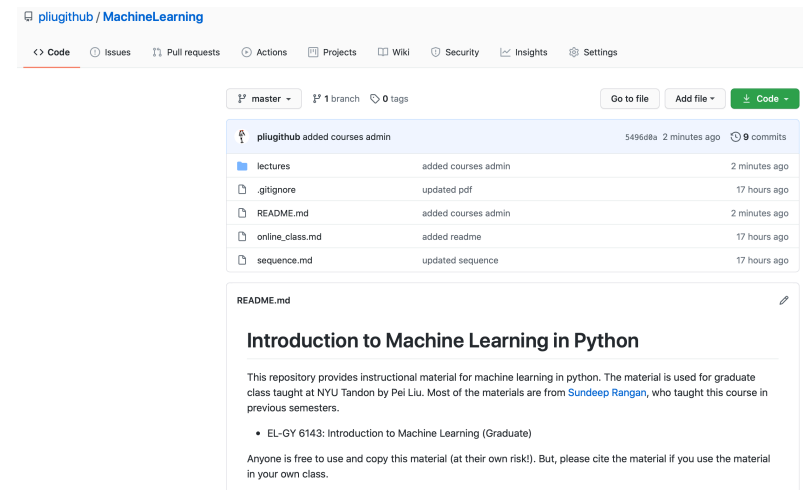 pliugithub / MachineLearning
Code Issues Pull requests Actions Projects Wiki Security Insights Settings
master 1 branch 0 tags Go to file Add file Code
pliugithub added courses admin 5496d0a 2 minutes ago 9 commits
lectures added courses admin 2 minutes ago
.gitignore updated pdf 17 hours ago
README.md added courses admin 2 minutes ago
online_class.md added readme 17 hours ago
sequence.md updated sequence 17 hours ago
README.md
Introduction to Machine Learning in Python
This repository provides instructional material for machine learning in python. The material is used for graduate
class taught at NYU Tandon by Pei Liu. Most of the materials are from Sundeep Rangan, who taught this course in
previous semesters.
• EL-GY 6143: Introduction to Machine Learning (Graduate)
Anyone is free to use and copy this material (at their own risk!). But, please cite the material if you use the material
in your own class.